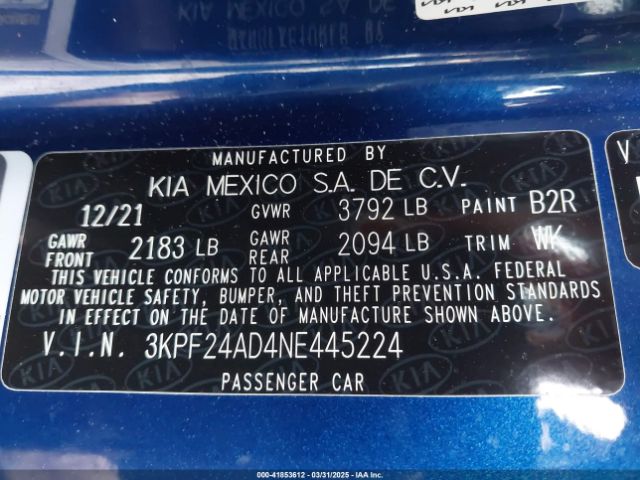 MANUFACTURED BY
KIA MEXICO S.A. DE C.V.
12/21 GVWR 3792 LB PAINT B2R
GAWR FRONT 2183 LB GAWR REAR 2094 LB TRIM WK
THIS VEHICLE CONFORMS TO ALL APPLICABLE U.S.A. FEDERAL
MOTOR VEHICLE SAFETY, BUMPER, AND THEFT PREVENTION STANDARDS
IN EFFECT ON THE DATE OF MANUFACTURE SHOWN ABOVE.
V.I.N. 3KPF24AD4NE445224
PASSENGER CAR
000-41853612 - 03/31/2025 - IAAI.COM